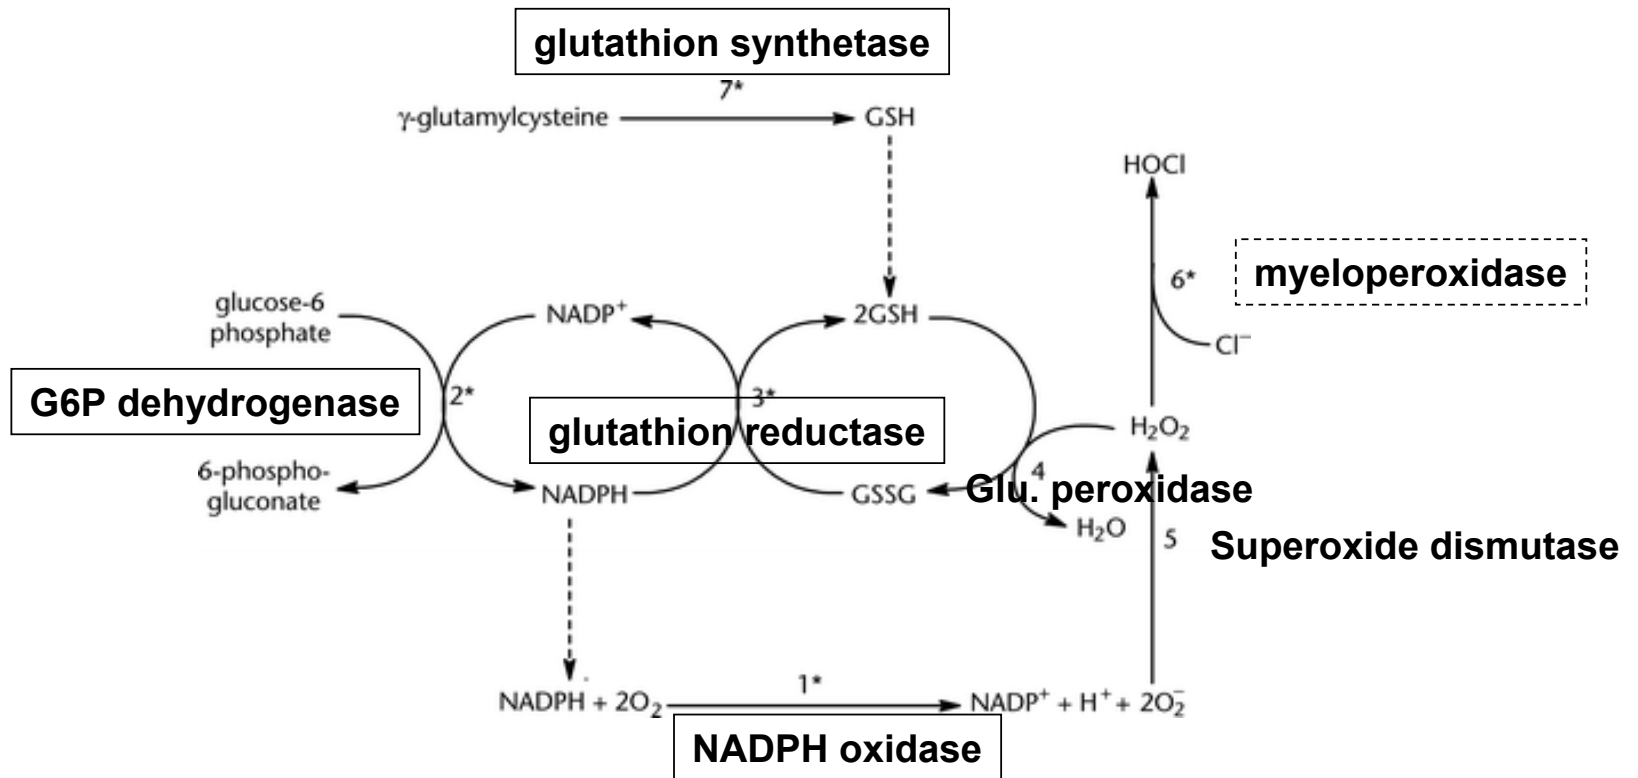 glutathion synthetase
7*
γ-glutamylcysteine
GSH
HOCl
myeloperoxidase
6*
glucose-6
phosphate
NADP⁺
2GSH
Cl⁻
G6P dehydrogenase
2*
3*
glutathion reductase
H₂O₂
6-phospho-
gluconate
NADPH
GSSG
4
Glu. peroxidase
H₂O
5
Superoxide dismutase
1*
NADPH + 2O₂
NADP⁺ + H⁺ + 2O₂⁻
NADPH oxidase